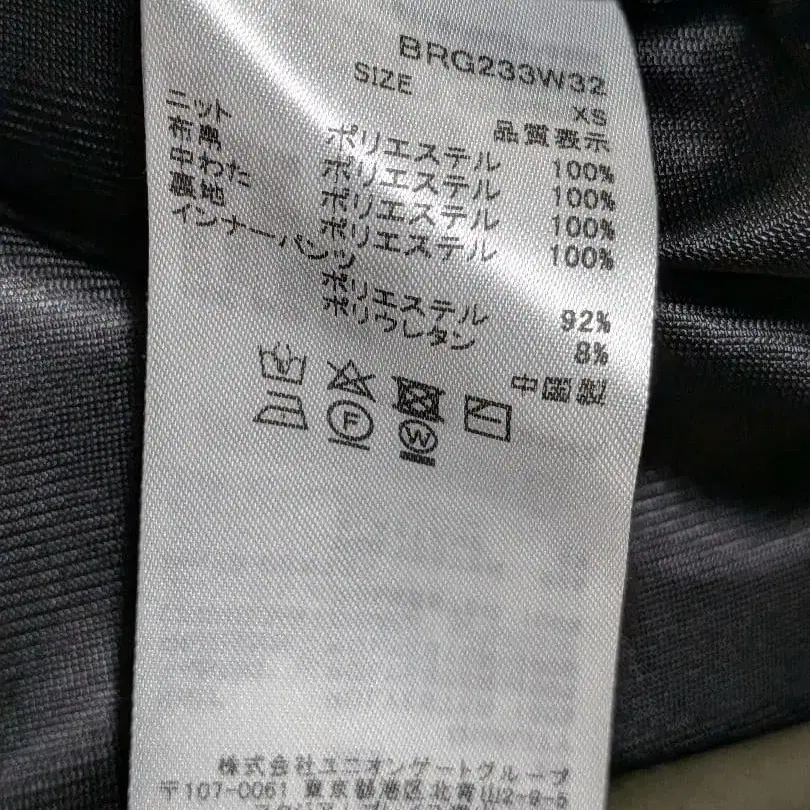 BRG233W32
SIZE XS
品質表示
ニット ポリエステル 100%
布帛 ポリエステル 100%
中わた ポリエステル 100%
裏地 ポリエステル 100%
インナーパンツ
ポリエステル 92%
ポリウレタン 8%
中国製
F
W
株式会社ユニオンゲートグループ
〒107-0061 東京都港区北青山2-9-5